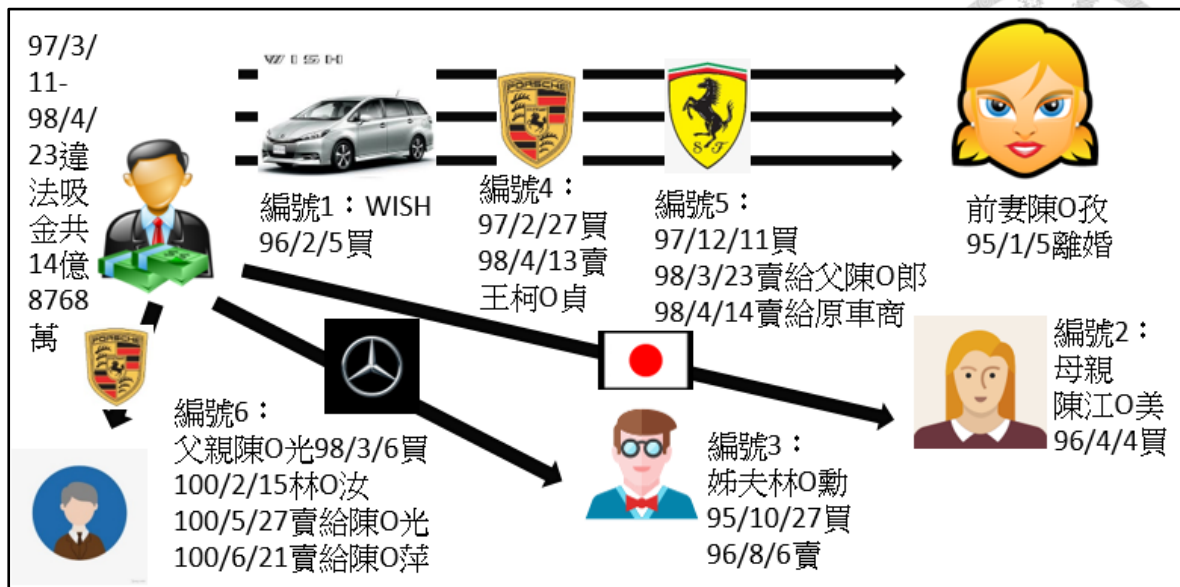 97/3/
11-
98/4/
23違
法吸
金共
14億
8768
萬
WISH
編號1：WISH
96/2/5買
PORSCHE
編號4：
97/2/27買
98/4/13賣
王柯O貞
S F
編號5：
97/12/11買
98/3/23賣給父陳O郎
98/4/14賣給原車商
前妻陳O孜
95/1/5離婚
PORSCHE
編號6：
父親陳O光98/3/6買
100/2/15林O汝
100/5/27賣給陳O光
100/6/21賣給陳O萍
編號3：
姊夫林O勳
95/10/27買
96/8/6賣
編號2：
母親
陳江O美
96/4/4買